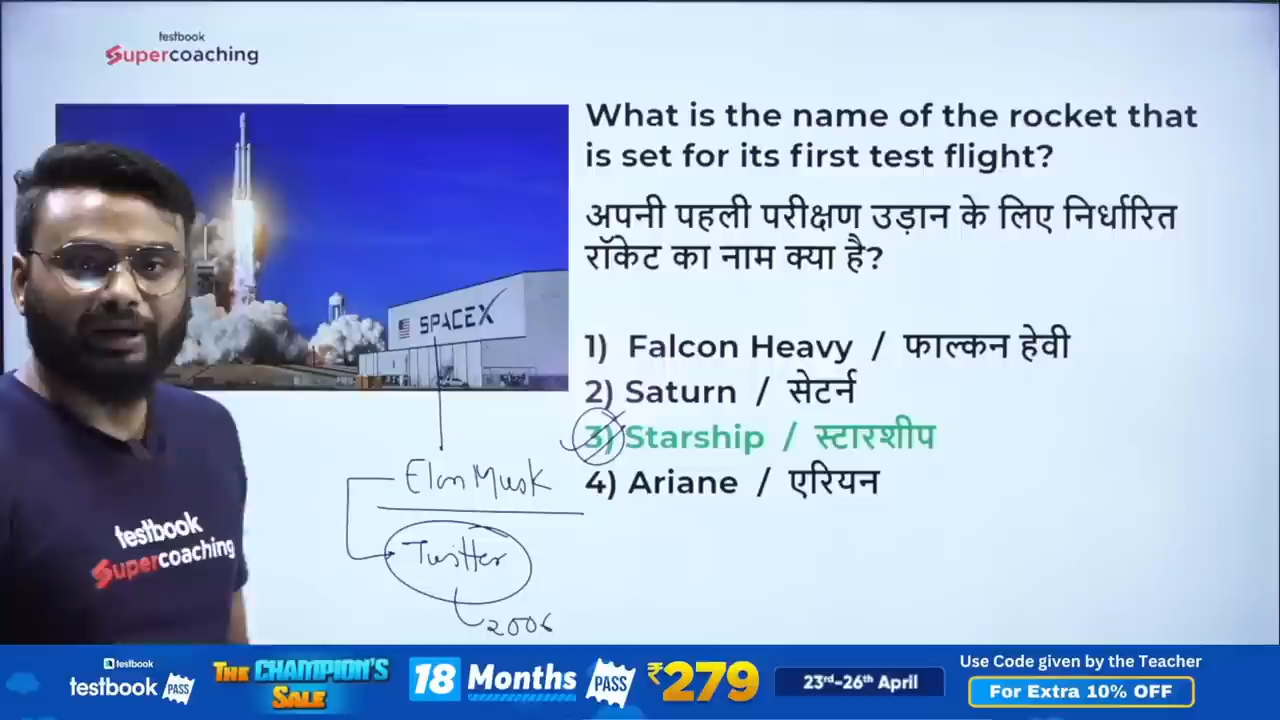 testbook
Supercoaching
What is the name of the rocket that
is set for its first test flight?
अपनी पहली परीक्षण उड़ान के लिए निर्धारित
रॉकेट का नाम क्या है?
SPACEX
1) Falcon Heavy / फाल्कन हेवी
2) Saturn / सेटर्न
3) Starship / स्टारशीप
4) Ariane / एरियन
Elon Musk
Twitter
2006
testbook
Supercoaching
testbook
testbook PASS
THE CHAMPION'S SALE
18 Months PASS ₹279
23rd-26th April
Use Code given by the Teacher
For Extra 10% OFF